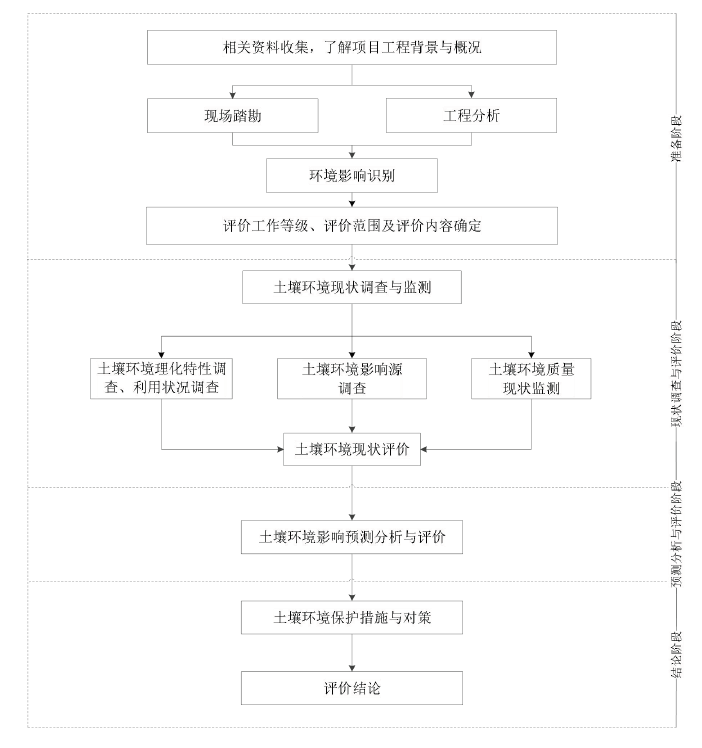 相关资料收集，了解项目工程背景与概况
现场踏勘
工程分析
环境影响识别
评价工作等级、评价范围及评价内容确定
准备阶段
土壤环境现状调查与监测
土壤环境理化特性调
查、利用状况调查
土壤环境影响源
调查
土壤环境质量
现状监测
土壤环境现状评价
现状调查与评价阶段
土壤环境影响预测分析与评价
预测分析与评价阶段
土壤环境保护措施与对策
评价结论
结论阶段